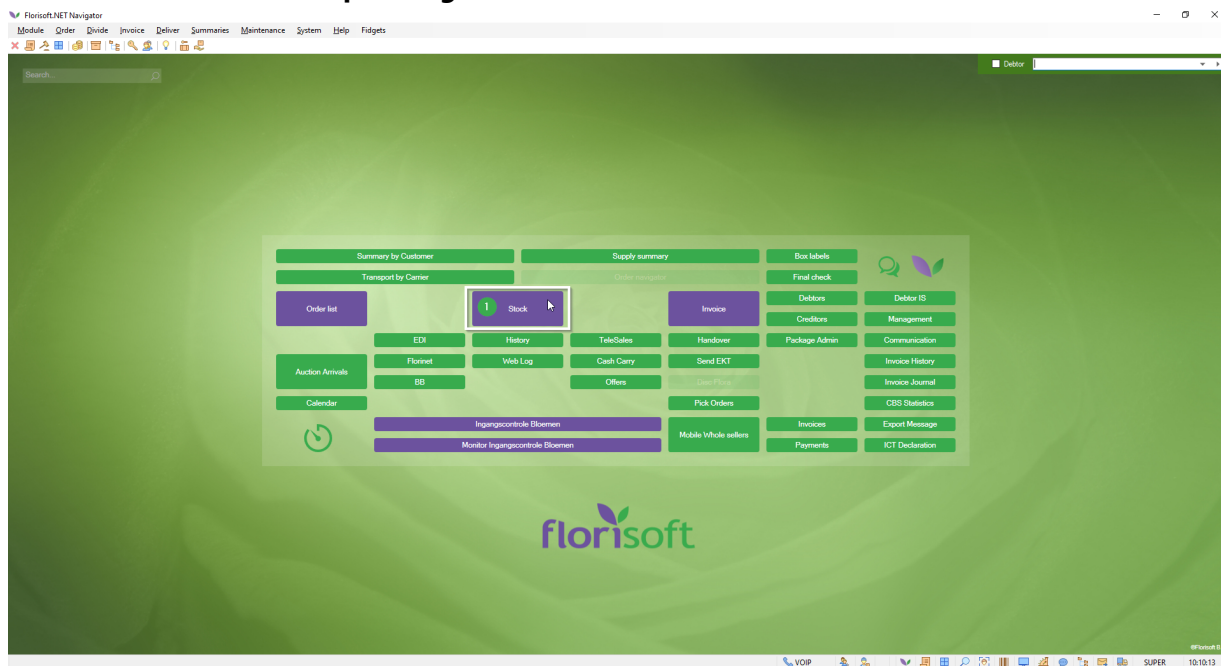 Florisoft.NET Navigator
Module Order Divide Invoice Deliver Summaries Maintenance System Help Fidgets
Search...
Debtor
Summary by Customer Supply summary Box labels
Transport by Carrier Order navigator Final check
Order list 1 Stock Invoice Debtors Debtor IS
Creditors Management
EDI History TeleSales Handover Package Admin Communication
Auction Arrivals Florinet Web Log Cash Carry Send EKT Invoice History
BB Offers Invoice Journal
Calendar Pick Orders CBS Statistics
Ingangscontrole Bloemen Mobile Whole sellers Invoices Export Message
Monitor Ingangscontrole Bloemen Payments ICT Declaration
florisoft
VOIP SUPER 10:10:13